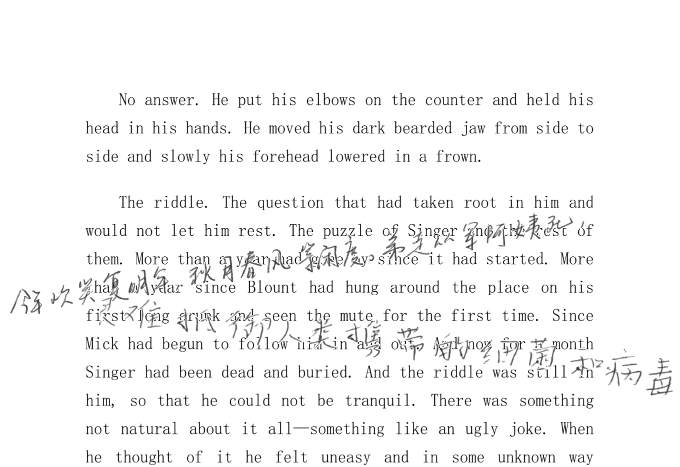 No answer. He put his elbows on the counter and held his
head in his hands. He moved his dark bearded jaw from side to
side and slowly his forehead lowered in a frown.
The riddle. The question that had taken root in him and
would not let him rest. The puzzle of Singer and the rest of
them. More than a year had gone by since it had started. More
than a year since Blount had hung around the place on his
first long drunk and seen the mute for the first time. Since
Mick had begun to follow him in and out. And now for a month
Singer had been dead and buried. And the riddle was still in
him, so that he could not be tranquil. There was something
not natural about it all—something like an ugly joke. When
he thought of it he felt uneasy and in some unknown way
今年欢笑复明年 秋月春风等闲度。弟走从军阿姨死,
难抵御人类携带的细菌和病毒